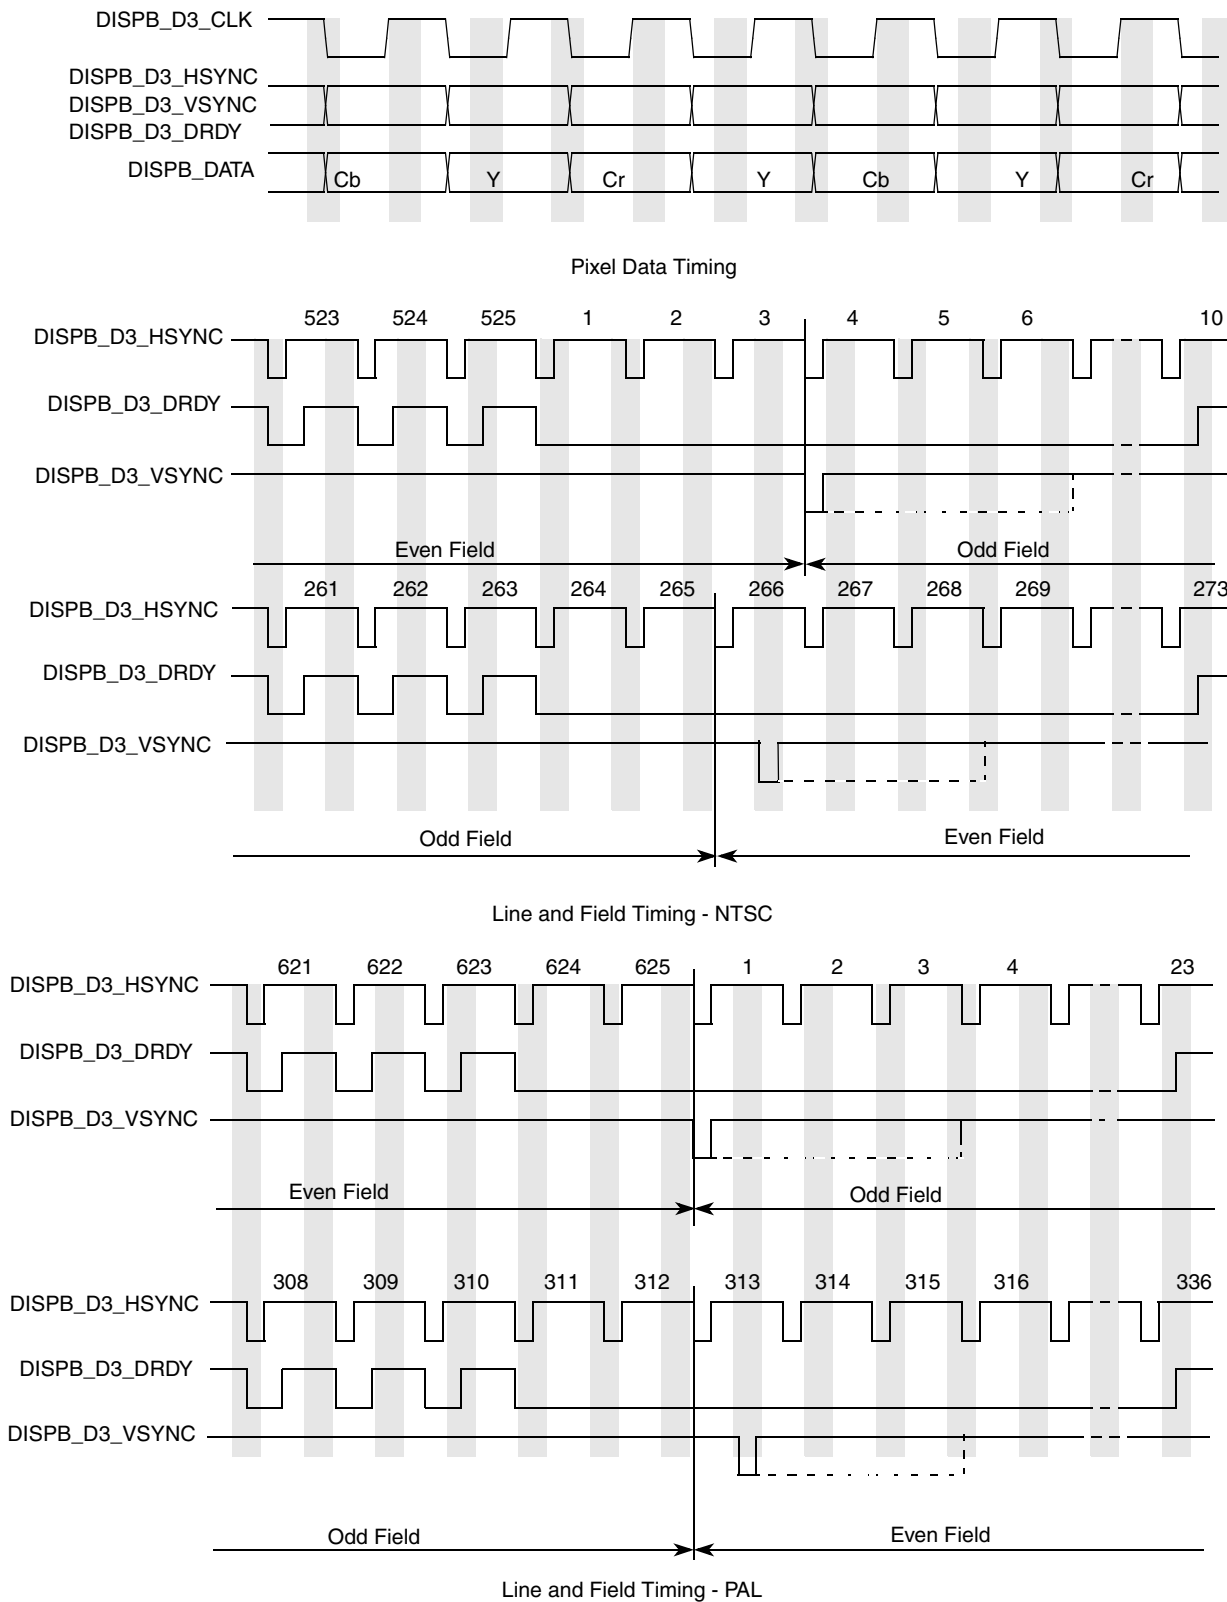 DISPB_D3_CLK
DISPB_D3_HSYNC
DISPB_D3_VSYNC
DISPB_D3_DRDY
DISPB_DATA
Cb Y Cr Y Cb Y Cr
Pixel Data Timing
523 524 525 1 2 3 4 5 6 10
DISPB_D3_HSYNC
DISPB_D3_DRDY
DISPB_D3_VSYNC
Even Field Odd Field
261 262 263 264 265 266 267 268 269 273
DISPB_D3_HSYNC
DISPB_D3_DRDY
DISPB_D3_VSYNC
Odd Field Even Field
Line and Field Timing - NTSC
621 622 623 624 625 1 2 3 4 23
DISPB_D3_HSYNC
DISPB_D3_DRDY
DISPB_D3_VSYNC
Even Field Odd Field
308 309 310 311 312 313 314 315 316 336
DISPB_D3_HSYNC
DISPB_D3_DRDY
DISPB_D3_VSYNC
Odd Field Even Field
Line and Field Timing - PAL